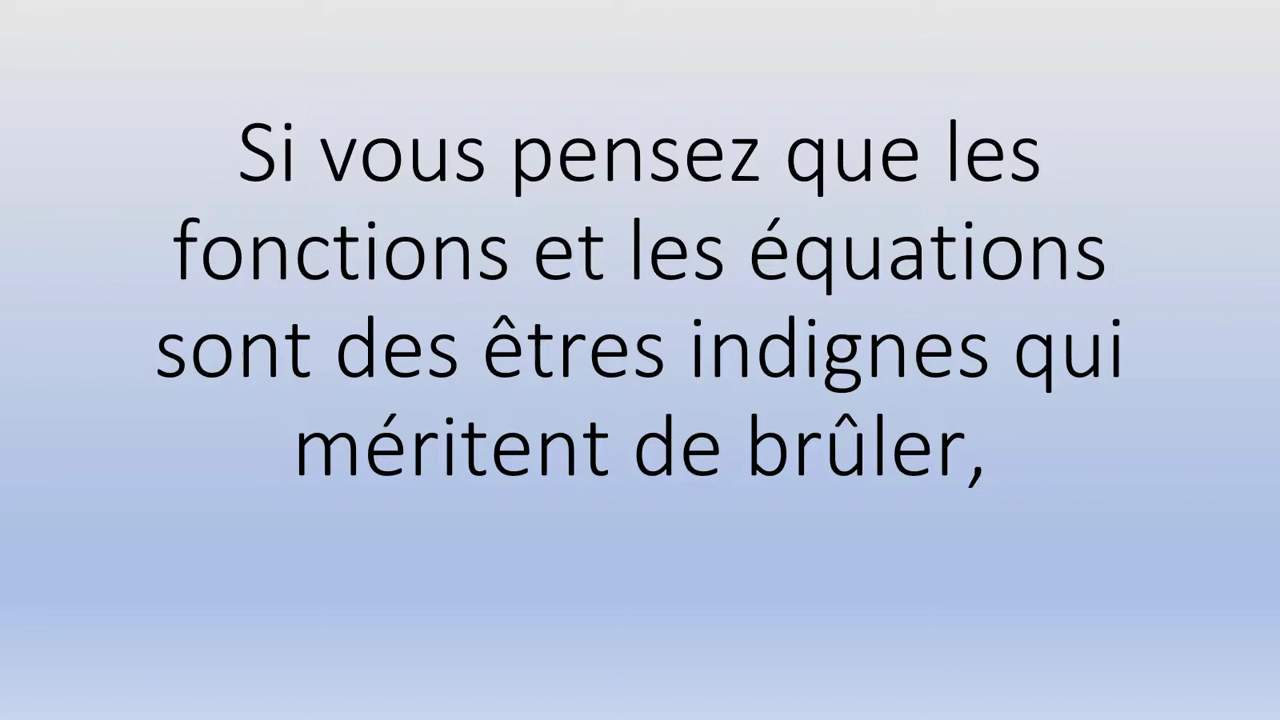 Si vous pensez que les
fonctions et les équations
sont des êtres indignes qui
méritent de brûler,